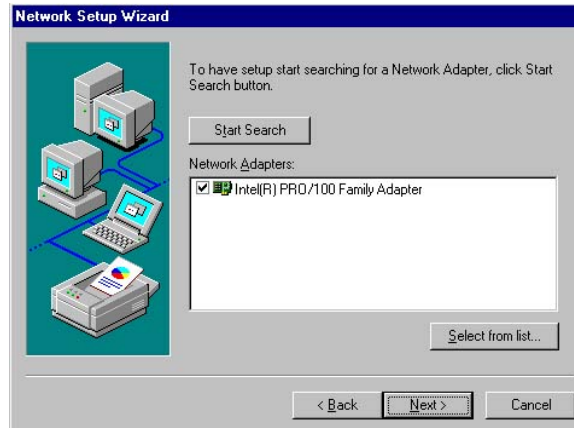 Network Setup Wizard
To have setup start searching for a Network Adapter, click Start
Search button.
Start Search
Network Adapters:
Intel(R) PRO/100 Family Adapter
Select from list...
< Back
Next >
Cancel